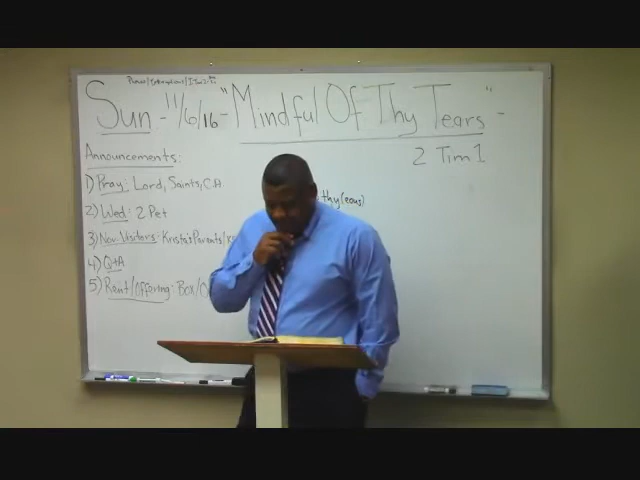 Sun - 11/6/16 - "Mindful Of Thy Tears" -
2 Tim 1
Announcements:
1) Pray: Lord, Saints, C.A.
thy(eous)
2) Wed: 2 Pet
3) Nov. Visitors: Krista's Parents/
4) Q+A
5) Rent/Offering: Box/O